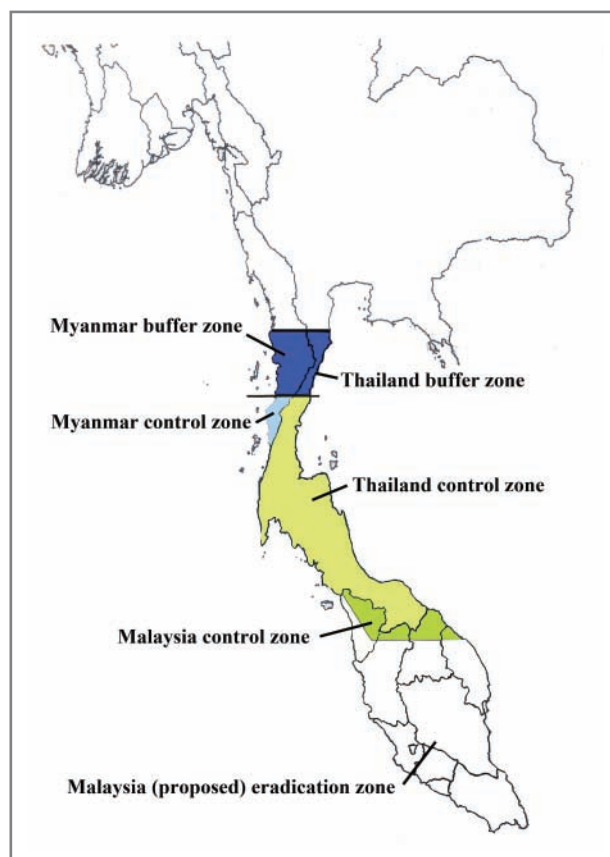 Myanmar buffer zone
Thailand buffer zone
Myanmar control zone
Thailand control zone
Malaysia control zone
Malaysia (proposed) eradication zone